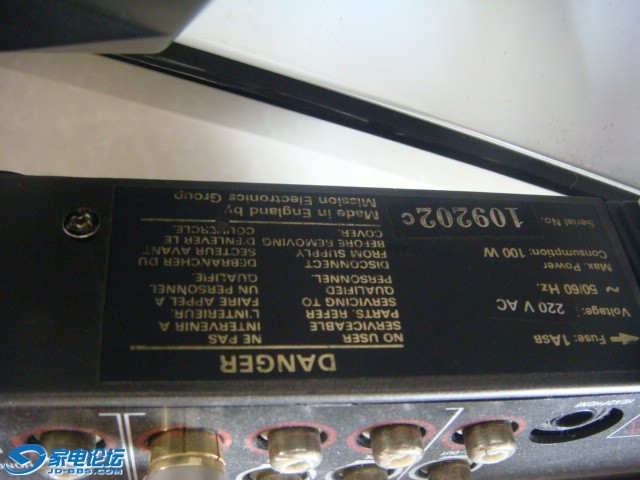 DANGER
NO USER
SERVICEABLE
PARTS. REFER
SERVICING TO
QUALIFIED
PERSONNEL.
DISCONNECT
FROM SUPPLY
BEFORE REMOVING
COVER.
NE PAS
INTERVENIR A
L'INTERIEUR.
FAIRE APPEL A
UN PERSONNEL
QUALIFIE
DEBRANCHER DU
SECTEUR AVANT
D'ENLEVER LE
COUVERCLE.
Made in England by
Mission Electronics Group
Fuse: 1ASB
Voltage: 220 V AC
~ 50/60 Hz.
Max Power
Consumption: 100 W
Serial No.
109202c
HEADPHONE
家电论坛
JD-BBS.COM